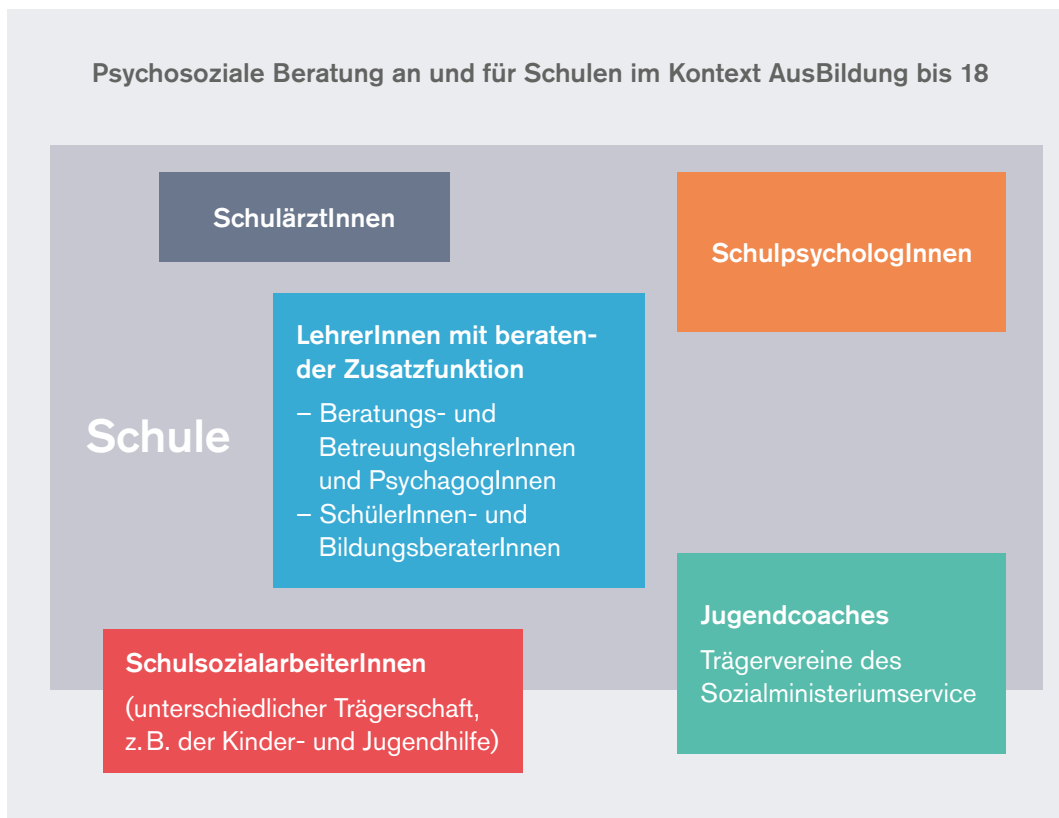 Psychosoziale Beratung an und für Schulen im Kontext AusBildung bis 18
SchulärztInnen
SchulpsychologInnen
LehrerInnen mit beraten-
der Zusatzfunktion
– Beratungs- und
BetreuungslehrerInnen
und PsychagogInnen
– SchülerInnen- und
BildungsberaterInnen
Schule
SchulsozialarbeiterInnen
(unterschiedlicher Trägerschaft,
z. B. der Kinder- und Jugendhilfe)
Jugendcoaches
Trägervereine des
Sozialministeriumservice